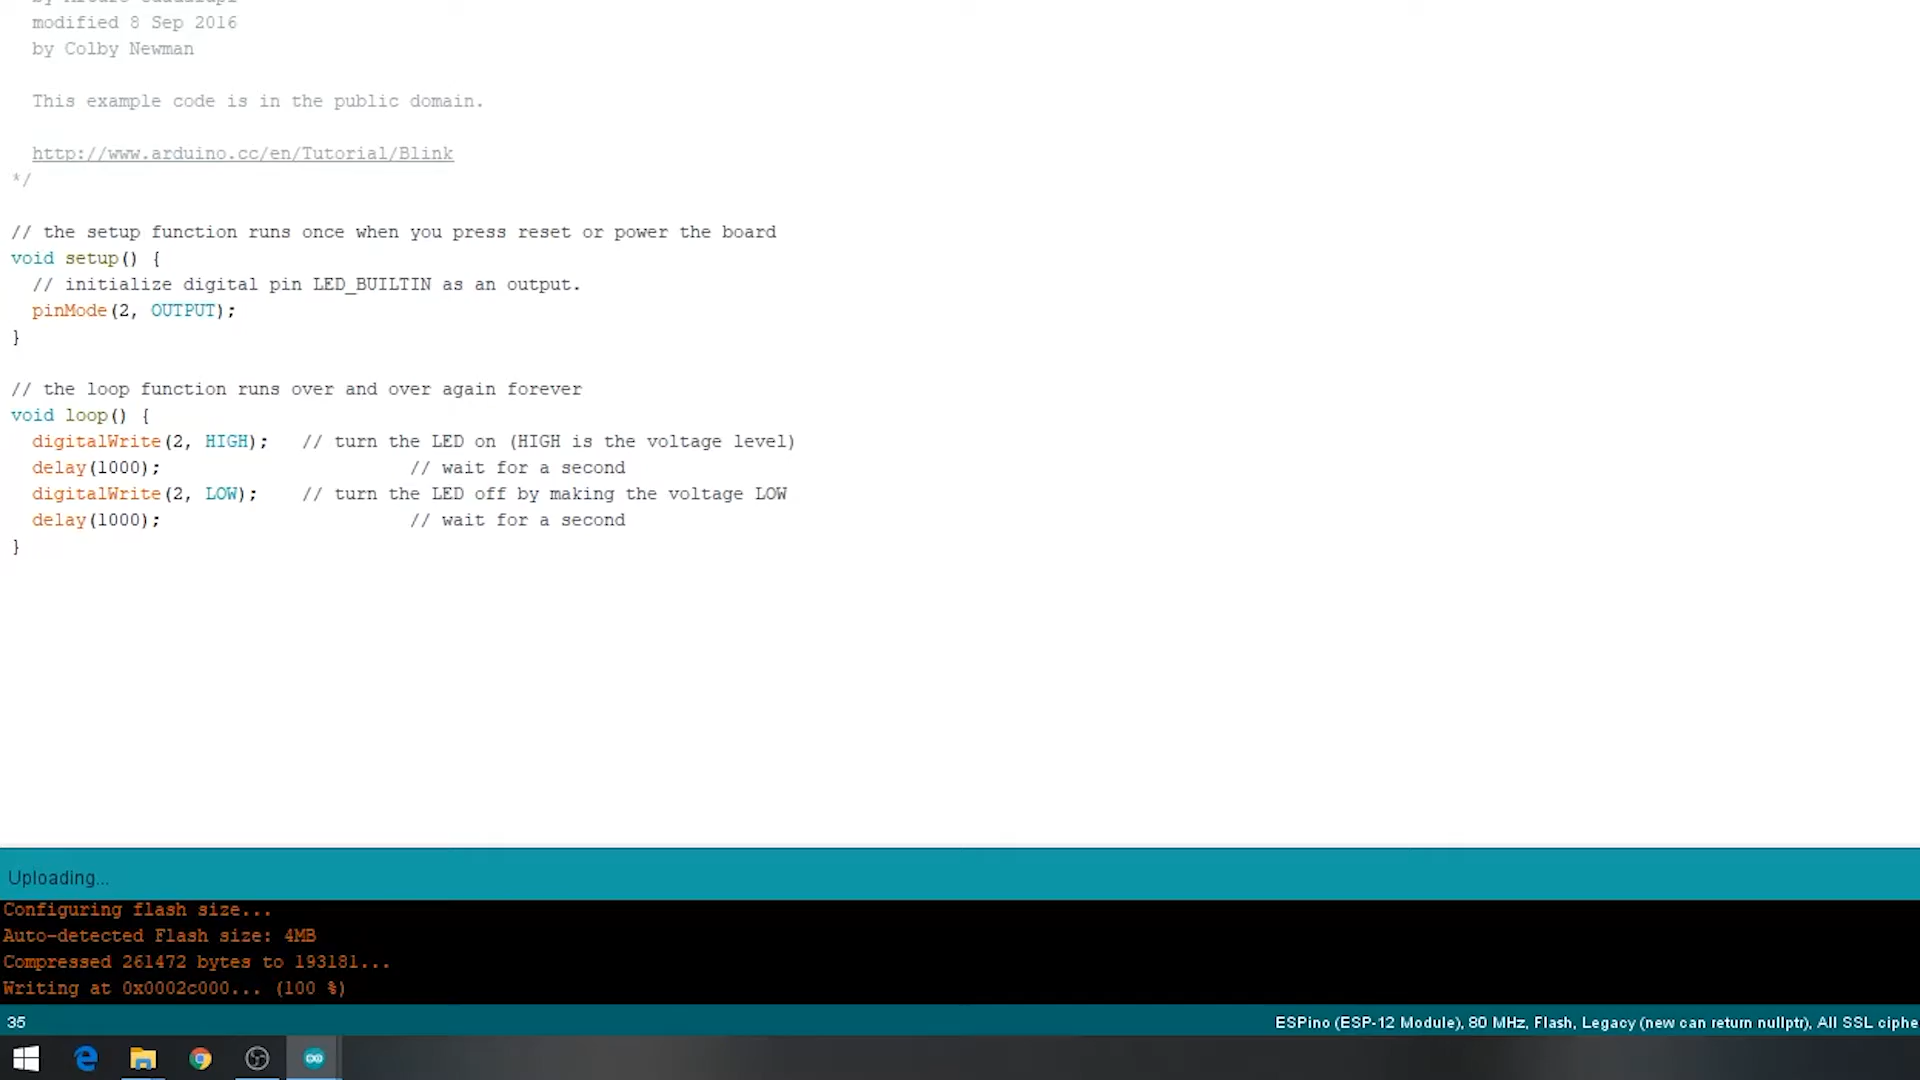 modified 8 Sep 2016
by Colby Newman
This example code is in the public domain.
http://www.arduino.cc/en/Tutorial/Blink
*/
// the setup function runs once when you press reset or power the board
void setup() {
// initialize digital pin LED_BUILTIN as an output.
pinMode(2, OUTPUT);
}
// the loop function runs over and over again forever
void loop() {
digitalWrite(2, HIGH); // turn the LED on (HIGH is the voltage level)
delay(1000); // wait for a second
digitalWrite(2, LOW); // turn the LED off by making the voltage LOW
delay(1000); // wait for a second
}
Uploading...
Configuring flash size...
Auto-detected Flash size: 4MB
Compressed 261472 bytes to 193181...
Writing at 0x0002c000... (100 %)
35
ESPino (ESP-12 Module), 80 MHz, Flash, Legacy (new can return nullptr), All SSL ciphe